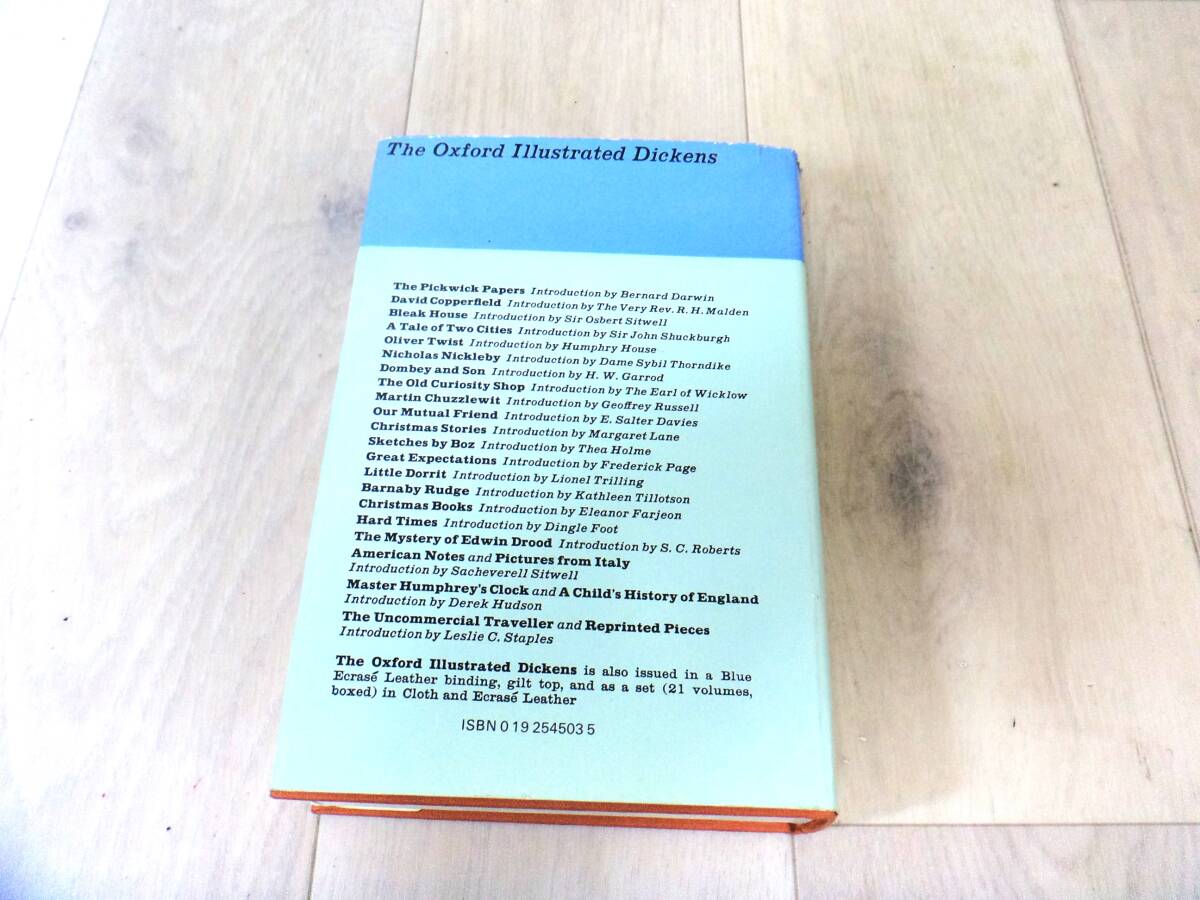 The Oxford Illustrated Dickens
The Pickwick Papers Introduction by Bernard Darwin
David Copperfield Introduction by The Very Rev. R. H. Malden
Bleak House Introduction by Sir Osbert Sitwell
A Tale of Two Cities Introduction by Sir John Shuckburgh
Oliver Twist Introduction by Humphry House
Nicholas Nickleby Introduction by Dame Sybil Thorndike
Dombey and Son Introduction by H. W. Garrod
The Old Curiosity Shop Introduction by The Earl of Wicklow
Martin Chuzzlewit Introduction by Geoffrey Russell
Our Mutual Friend Introduction by E. Salter Davies
Christmas Stories Introduction by Margaret Lane
Sketches by Boz Introduction by Thea Holme
Great Expectations Introduction by Frederick Page
Little Dorrit Introduction by Lionel Trilling
Barnaby Rudge Introduction by Kathleen Tillotson
Christmas Books Introduction by Eleanor Farjeon
Hard Times Introduction by Dingle Foot
The Mystery of Edwin Drood Introduction by S. C. Roberts
American Notes and Pictures from Italy
Introduction by Sacheverell Sitwell
Master Humphrey's Clock and A Child's History of England
Introduction by Derek Hudson
The Uncommercial Traveller and Reprinted Pieces
Introduction by Leslie C. Staples
The Oxford Illustrated Dickens is also issued in a Blue
Ecrasé Leather binding, gilt top, and as a set (21 volumes,
boxed) in Cloth and Ecrasé Leather
ISBN 0 19 254503 5